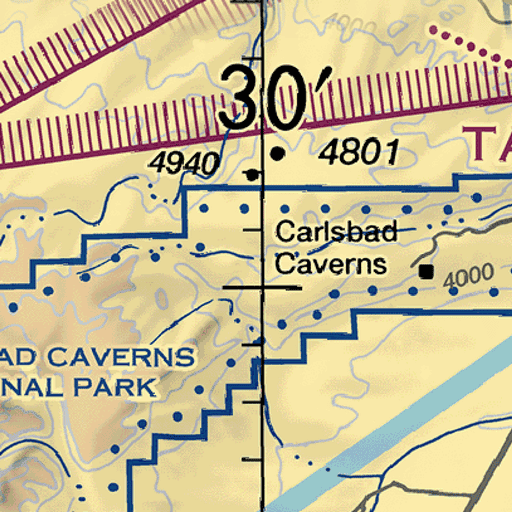 30′
4940
4801
TA
Carlsbad
Caverns
4000
AD CAVERNS
NAL PARK